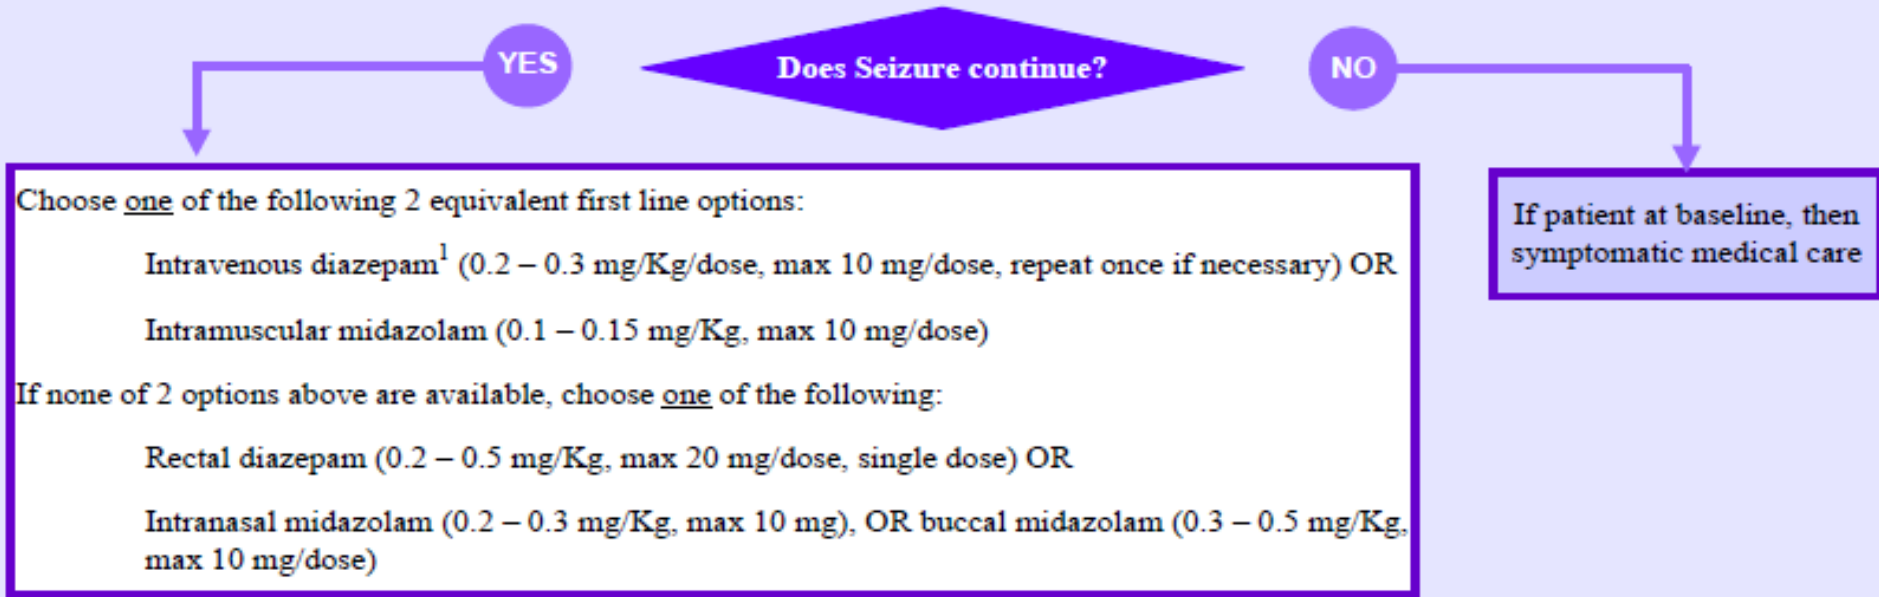 YES
Does Seizure continue?
NO
Choose one of the following 2 equivalent first line options:
Intravenous diazepam¹ (0.2 – 0.3 mg/Kg/dose, max 10 mg/dose, repeat once if necessary) OR
Intramuscular midazolam (0.1 – 0.15 mg/Kg, max 10 mg/dose)
If none of 2 options above are available, choose one of the following:
Rectal diazepam (0.2 – 0.5 mg/Kg, max 20 mg/dose, single dose) OR
Intranasal midazolam (0.2 – 0.3 mg/Kg, max 10 mg), OR buccal midazolam (0.3 – 0.5 mg/Kg,
max 10 mg/dose)
If patient at baseline, then
symptomatic medical care